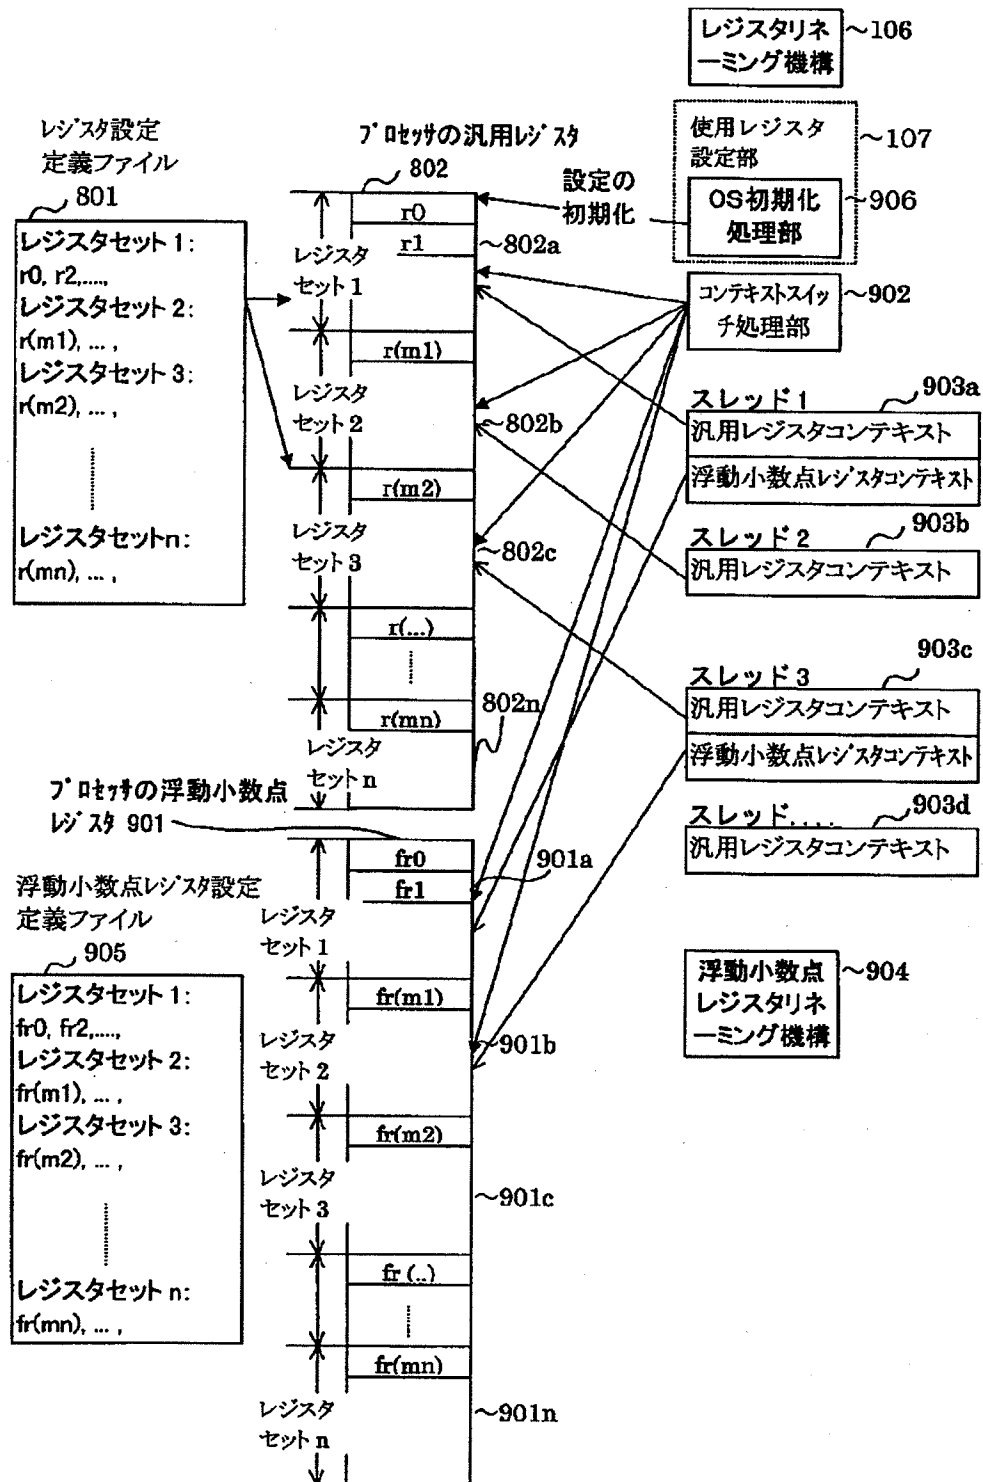 レジスタリネ
ーミング機構
106
使用レジスタ
設定部
107
OS初期化
処理部
906
設定の
初期化
コンテキストスイッ
チ処理部
902
レジスタ設定
定義ファイル
801
レジスタセット1:
r0, r2,....,
レジスタセット2:
r(m1), ... ,
レジスタセット3:
r(m2), ... ,
レジスタセットn:
r(mn), ... ,
プロセッサの汎用レジスタ
802
r0
r1
802a
レジスタ
セット1
r(m1)
レジスタ
セット2
802b
r(m2)
レジスタ
セット3
802c
r(...)
r(mn)
802n
レジスタ
セットn
スレッド1
903a
汎用レジスタコンテキスト
浮動小数点レジスタコンテキスト
スレッド2
903b
汎用レジスタコンテキスト
スレッド3
903c
汎用レジスタコンテキスト
浮動小数点レジスタコンテキスト
スレッド....
903d
汎用レジスタコンテキスト
プロセッサの浮動小数点
レジスタ 901
fr0
fr1
901a
レジスタ
セット1
fr(m1)
レジスタ
セット2
901b
fr(m2)
レジスタ
セット3
901c
fr(..)
fr(mn)
レジスタ
セットn
901n
浮動小数点レジスタ設定
定義ファイル
905
レジスタセット1:
fr0, fr2,....,
レジスタセット2:
fr(m1), ... ,
レジスタセット3:
fr(m2), ... ,
レジスタセットn:
fr(mn), ... ,
浮動小数点
レジスタリネ
ーミング機構
904